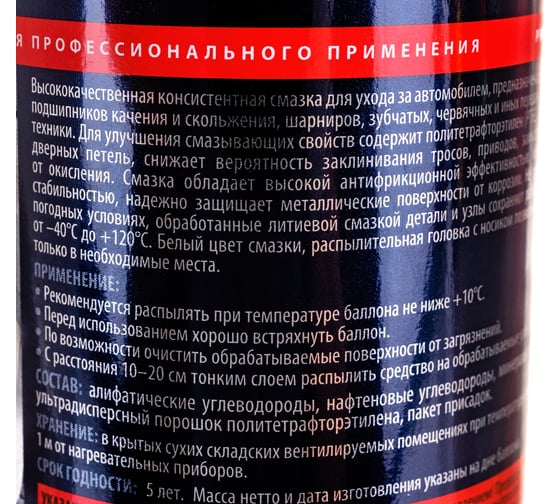 Я ПРОФЕССИОНАЛЬНОГО ПРИМЕНЕНИЯ
Высококачественная консистентная смазка для ухода за автомобилем, предназначен
подшипников качения и скольжения, шарниров, зубчатых, червячных и иных
техники. Для улучшения смазывающих свойств содержит политетрафторэтилен
дверных петель, снижает вероятность заклинивания тросов, приводов,
от окисления. Смазка обладает высокой антифрикционной эффективность
стабильностью, надежно защищает металлические поверхности от коррозии.
погодных условиях, обработанные литиевой смазкой детали и узлы сохраняют
от –40°С до +120°С. Белый цвет смазки, распылительная головка с носиком
только в необходимые места.
ПРИМЕНЕНИЕ:
• Рекомендуется распылять при температуре баллона не ниже +10°С.
• Перед использованием хорошо встряхнуть баллон.
• По возможности очистить обрабатываемые поверхности от загрязнений.
• С расстояния 10–20 см тонким слоем распылить средство на обрабатываемые
СОСТАВ: алифатические углеводороды, нафтеновые углеводороды,
ультрадисперсный порошок политетрафторэтилена, пакет присадок.
ХРАНЕНИЕ: в крытых сухих складских вентилируемых помещениях при
1 м от нагревательных приборов.
СРОК ГОДНОСТИ: 5 лет. Масса нетто и дата изготовления указаны на дне